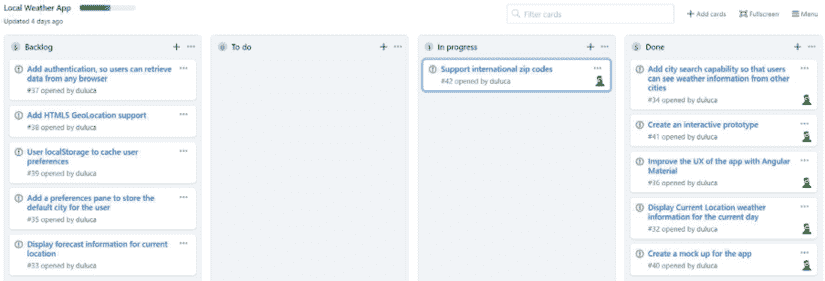 Local Weather App
Updated 4 days ago
Filter cards
Add cards
Fullscreen
Menu
5 Backlog
Add authentication, so users can retrieve
data from any browser
#37 opened by duluca
Add HTML5 GeoLocation support
#38 opened by duluca
User localStorage to cache user
preferences
#39 opened by duluca
Add a preferences pane to store the
default city for the user
#35 opened by duluca
Display forecast information for current
location
#33 opened by duluca
0 To do
1 In progress
Support international zip codes
#42 opened by duluca
5 Done
Add city search capability so that users
can see weather information from other
cities
#34 opened by duluca
Create an interactive prototype
#41 opened by duluca
Improve the UX of the app with Angular
Material
#36 opened by duluca
Display Current Location weather
information for the current day
#32 opened by duluca
Create a mock up for the app
#40 opened by duluca